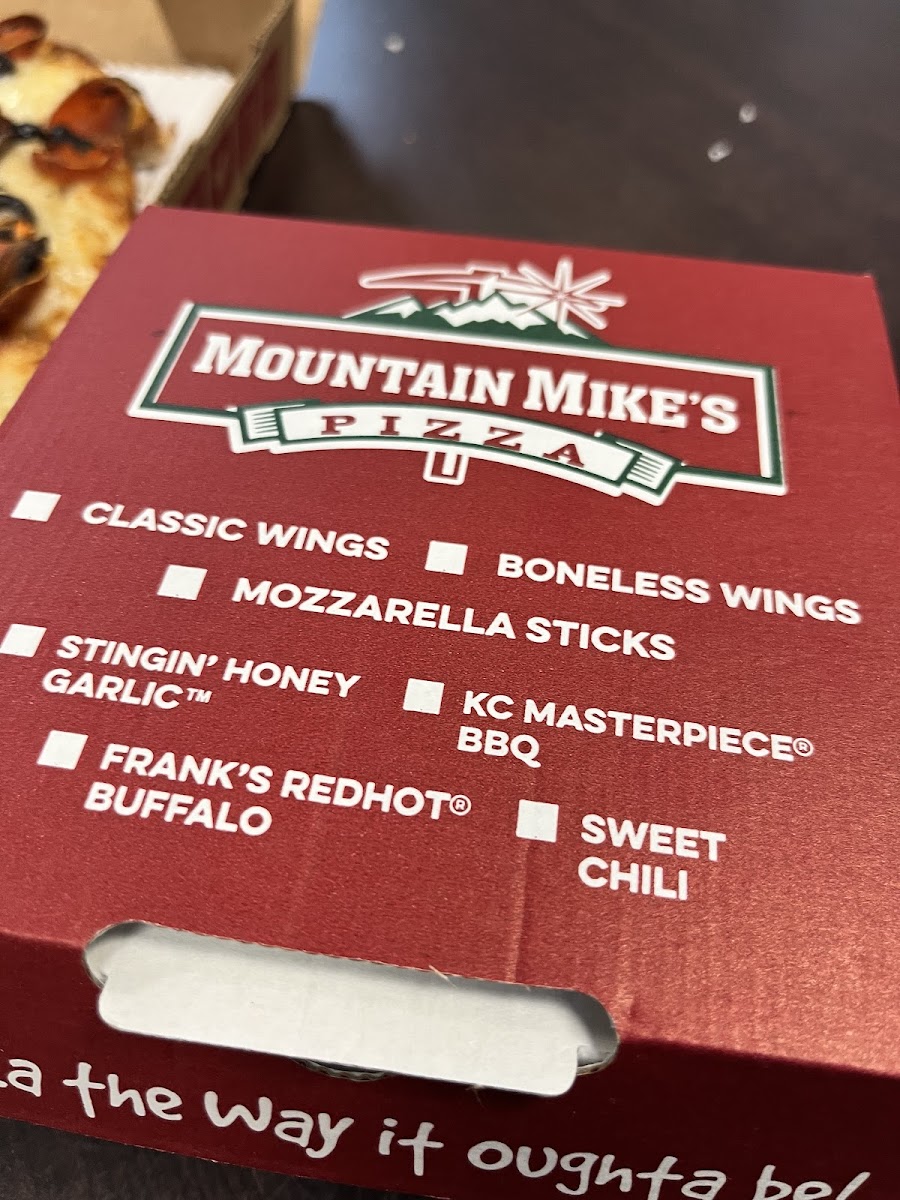 MOUNTAIN MIKE'S
PIZZA
CLASSIC WINGS
BONELESS WINGS
MOZZARELLA STICKS
STINGIN' HONEY
GARLIC™
KC MASTERPIECE®
BBQ
FRANK'S REDHOT®
BUFFALO
SWEET
CHILI
the way it oughta be!